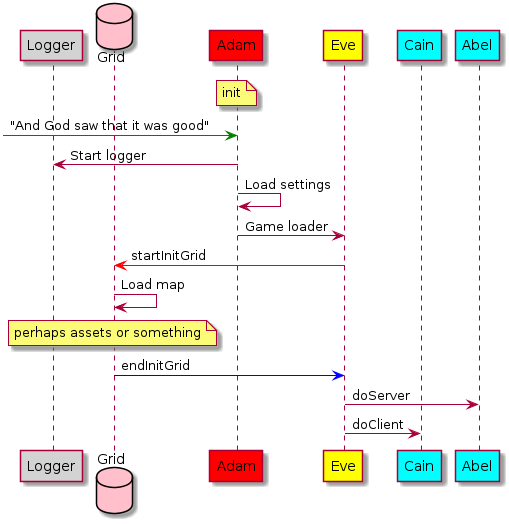 Logger
Grid
Adam
Eve
Cain
Abel
init
"And God saw that it was good"
Start logger
Load settings
Game loader
startInitGrid
Load map
perhaps assets or something
endInitGrid
doServer
doClient
Logger
Grid
Adam
Eve
Cain
Abel